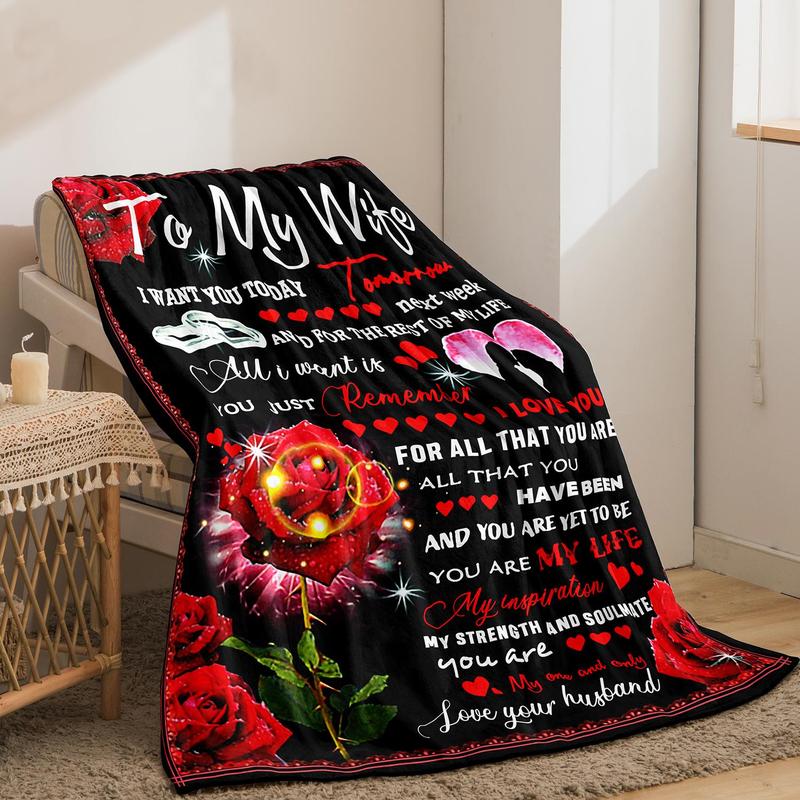 To My Wife
I WANT YOU TODAY Tomorrow
next week
AND FOR THE REST OF MY LIFE
All i want is
YOU JUST Remember I LOVE YOU
FOR ALL THAT YOU ARE
ALL THAT YOU
HAVE BEEN
AND YOU ARE YET TO BE
YOU ARE MY LIFE
My inspiration
MY STRENGTH AND SOULMATE
you are
My one and only
Love your husband